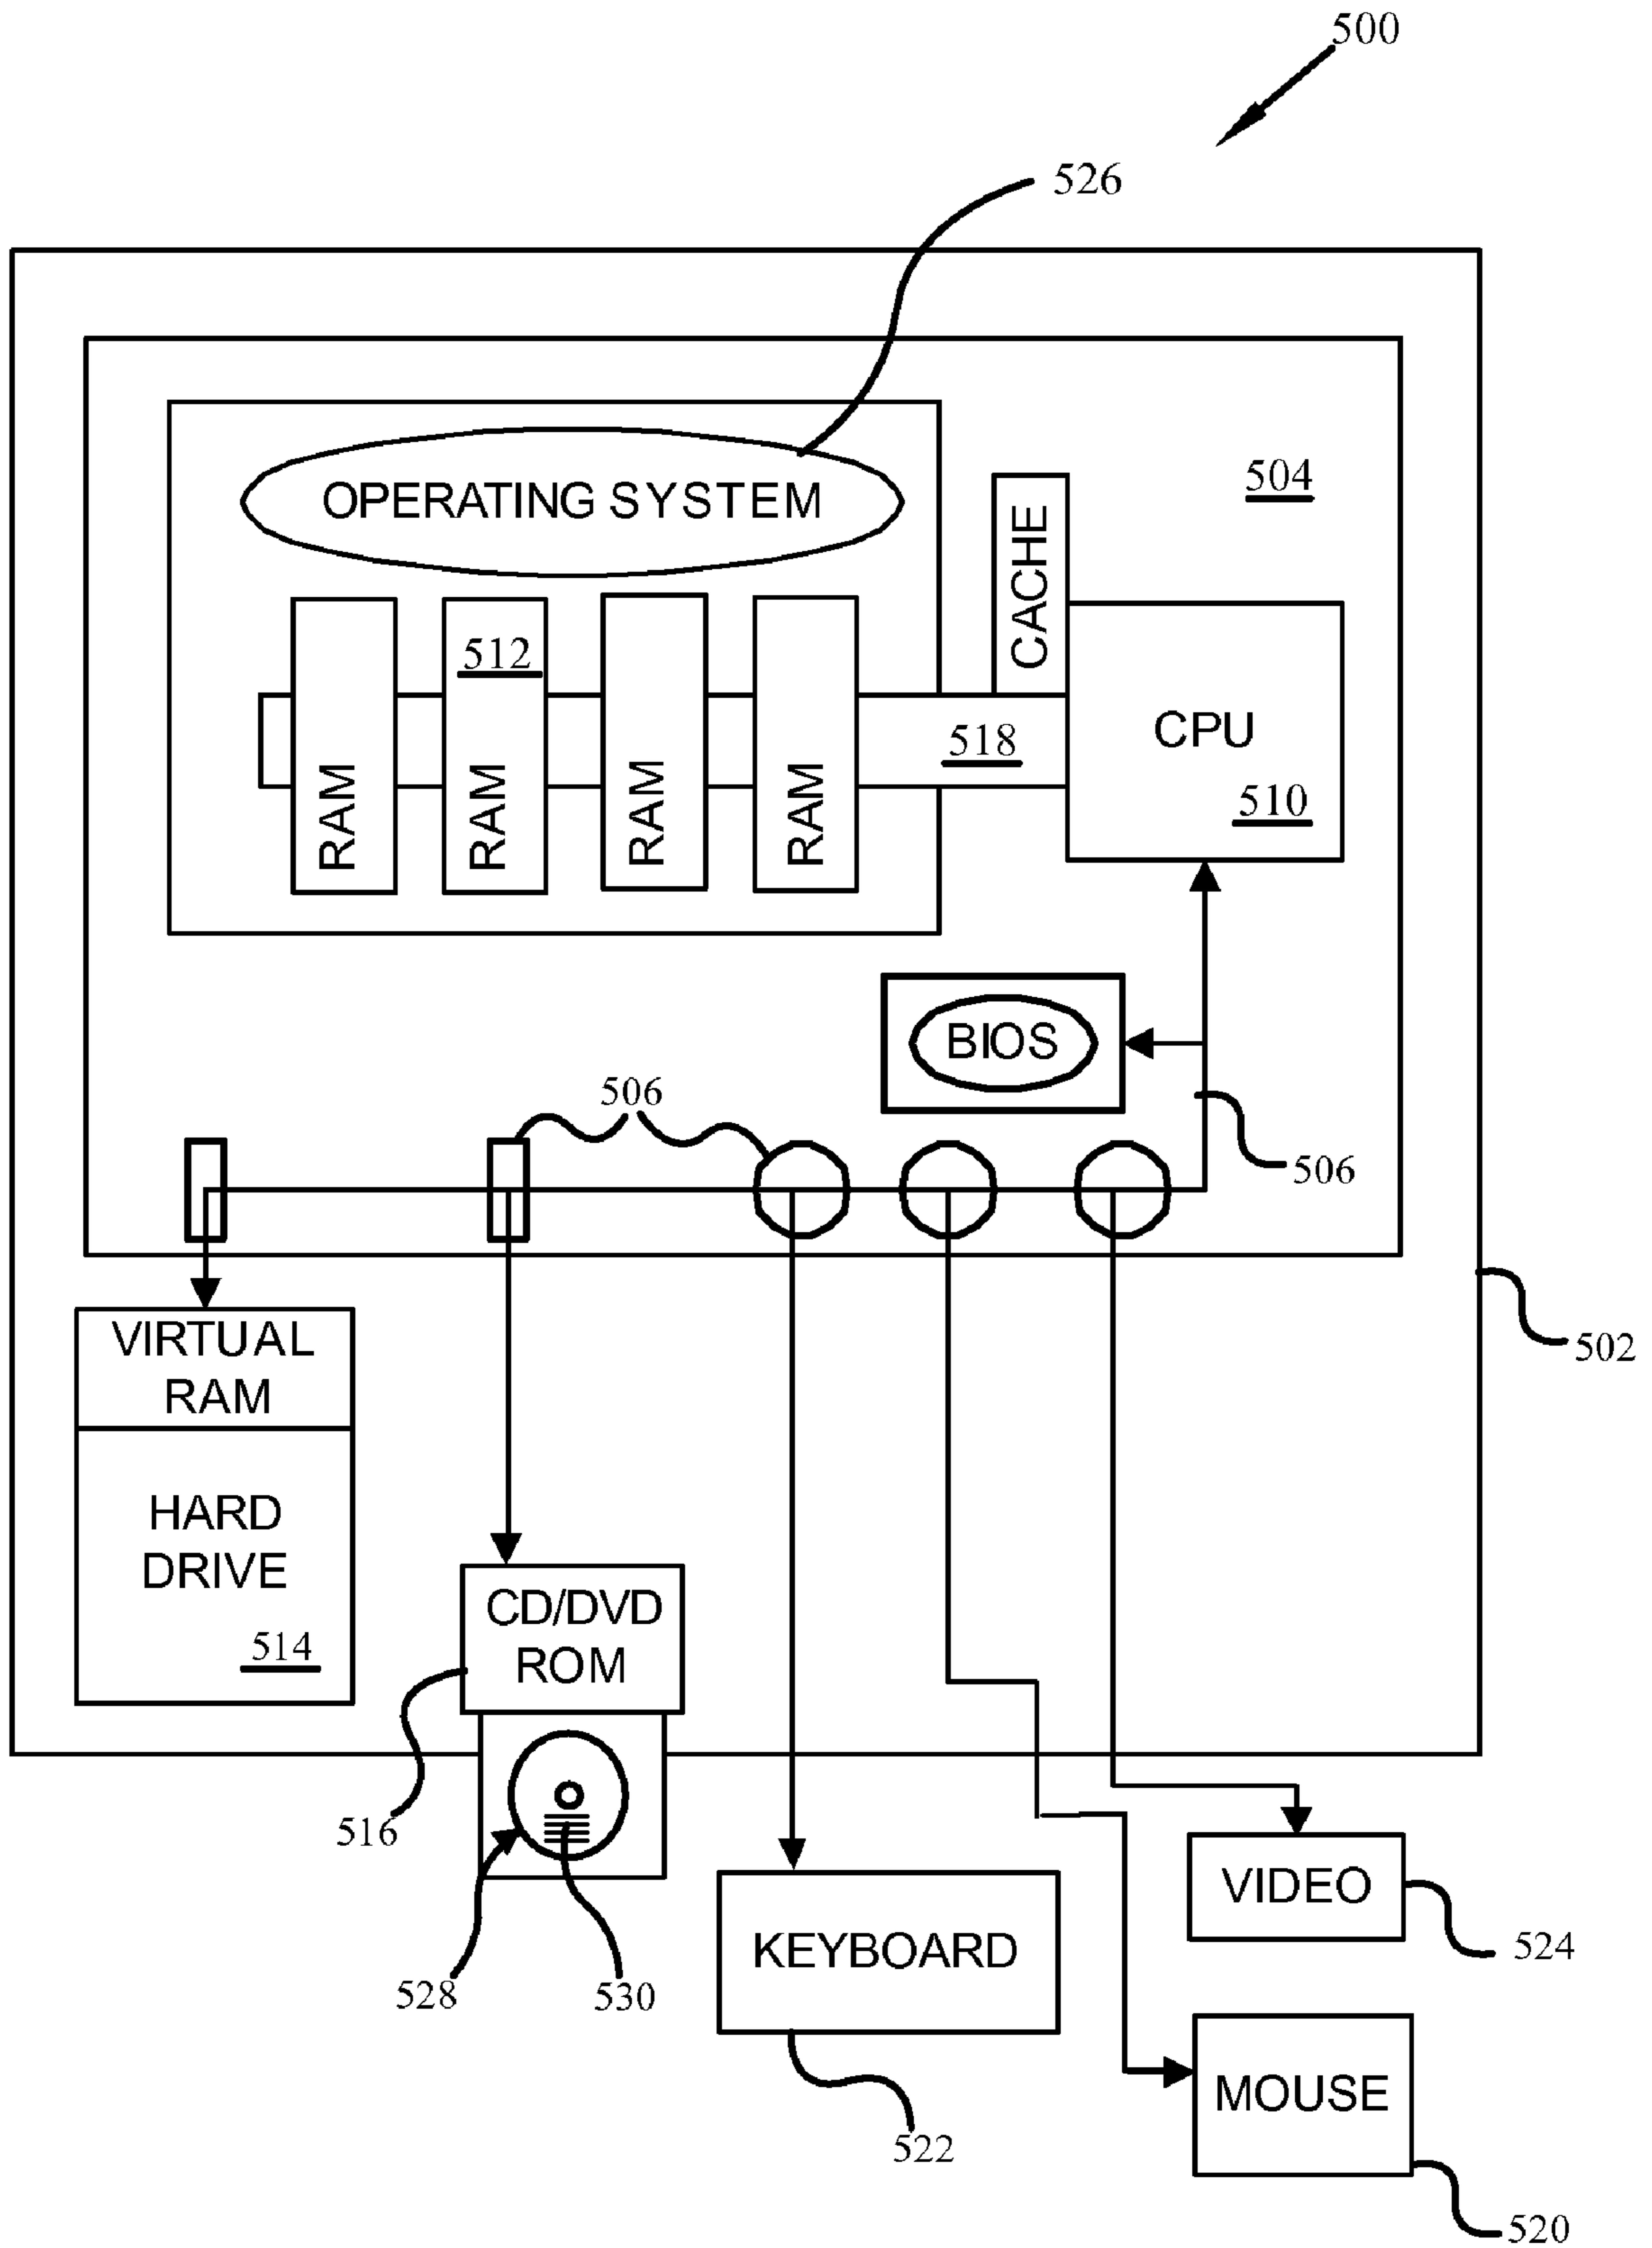 500
526
OPERATING SYSTEM
504
CACHE
512
RAM
RAM
RAM
RAM
518
CPU
510
BIOS
506
506
502
VIRTUAL
RAM
HARD
DRIVE
514
CD/DVD
ROM
516
528
530
KEYBOARD
522
VIDEO
524
MOUSE
520